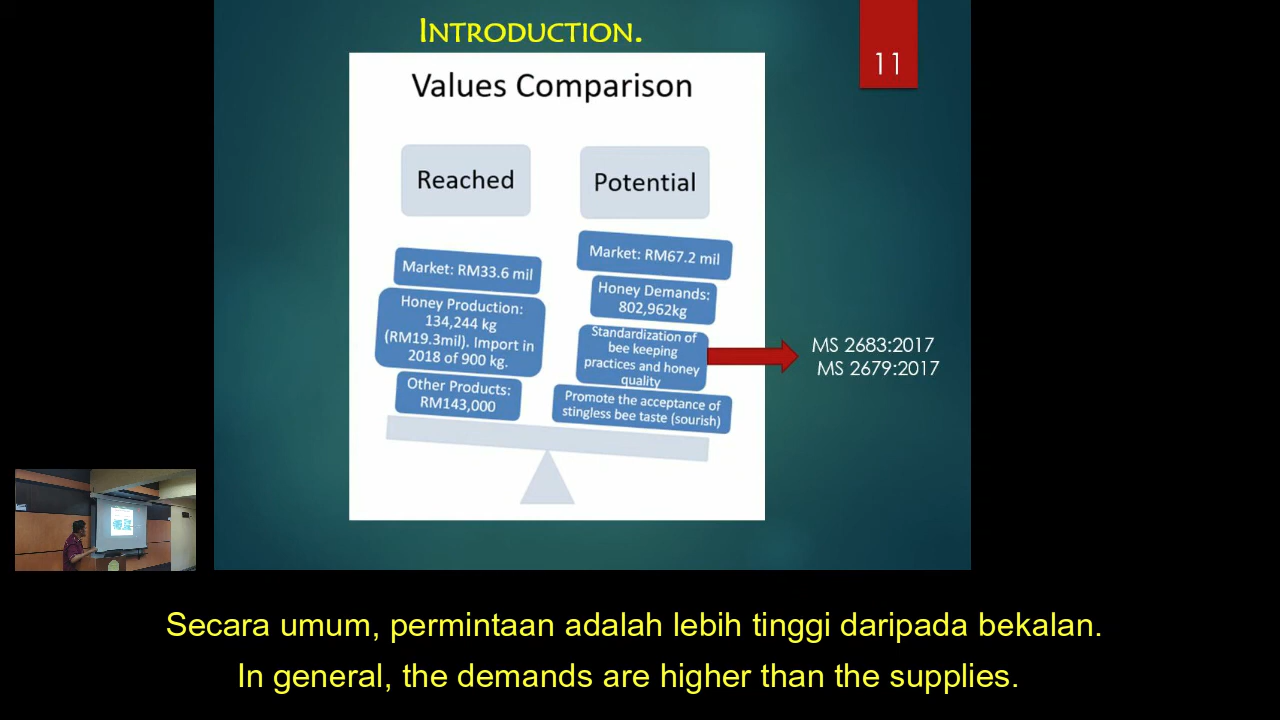 INTRODUCTION.
11
Values Comparison
Reached
Potential
Market: RM33.6 mil
Honey Production:
134,244 kg
(RM19.3mil). Import in
2018 of 900 kg.
Other Products:
RM143,000
Market: RM67.2 mil
Honey Demands:
802,962kg
Standardization of
bee keeping
practices and honey
quality
Promote the acceptance of
stingless bee taste (sourish)
MS 2683:2017
MS 2679:2017
Secara umum, permintaan adalah lebih tinggi daripada bekalan.
In general, the demands are higher than the supplies.